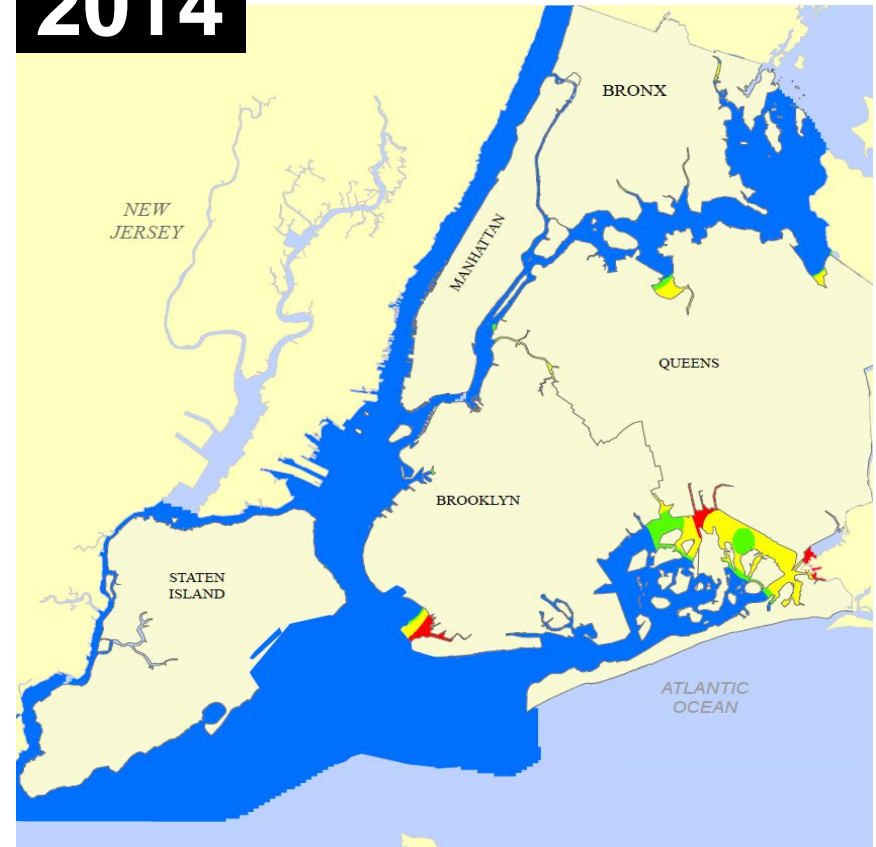 2014
BRONX
NEW
JERSEY
MANHATTAN
QUEENS
BROOKLYN
STATEN
ISLAND
ATLANTIC
OCEAN